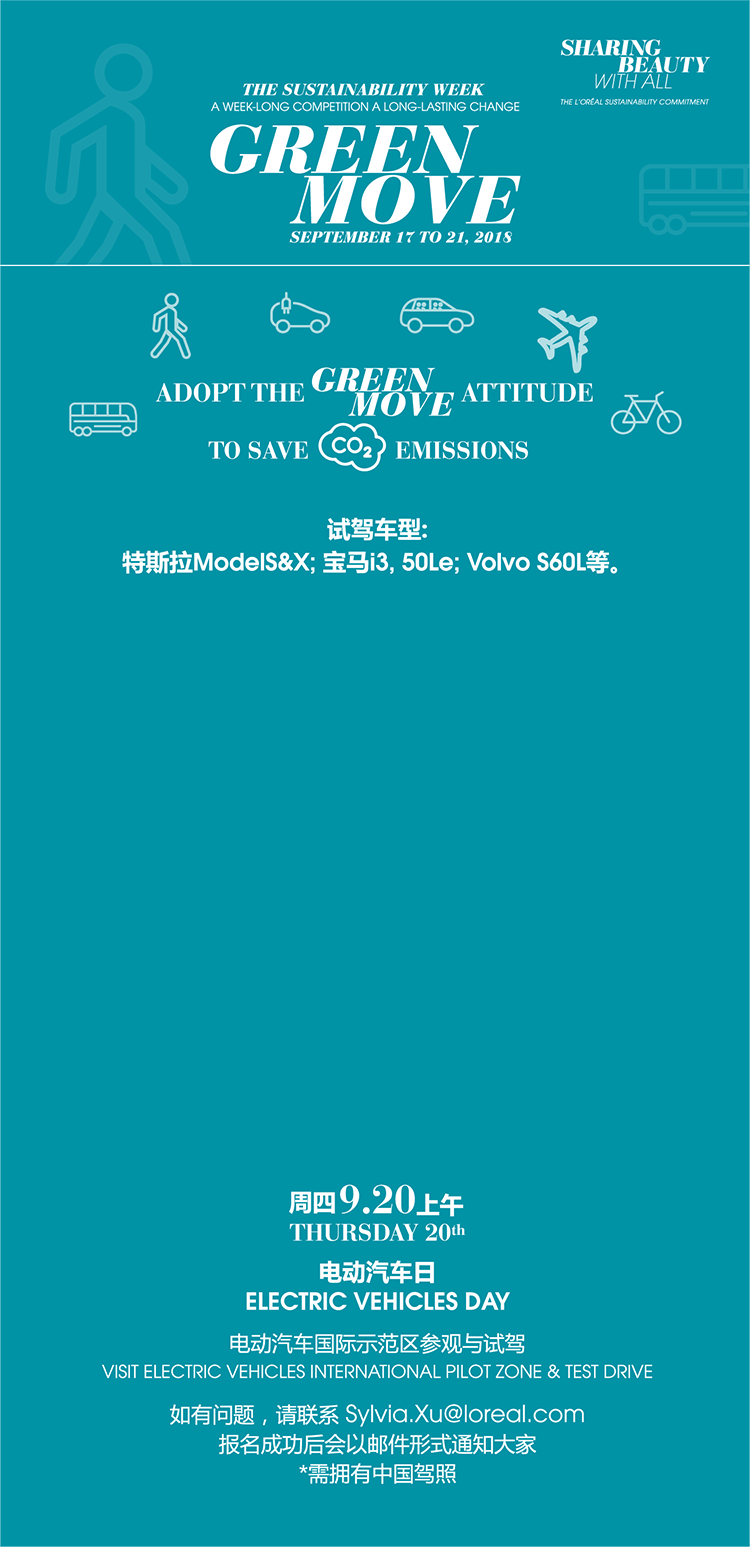 SHARING
BEAUTY
WITH ALL
THE L'ORÉAL SUSTAINABILITY COMMITMENT
THE SUSTAINABILITY WEEK
A WEEK-LONG COMPETITION A LONG-LASTING CHANGE
GREEN
MOVE
SEPTEMBER 17 TO 21, 2018
ADOPT THE GREEN MOVE ATTITUDE
TO SAVE CO2 EMISSIONS
试驾车型:
特斯拉ModelS&X; 宝马i3, 50Le; Volvo S60L等。
周四9.20上午
THURSDAY 20th
电动汽车日
ELECTRIC VEHICLES DAY
电动汽车国际示范区参观与试驾
VISIT ELECTRIC VEHICLES INTERNATIONAL PILOT ZONE & TEST DRIVE
如有问题，请联系 Sylvia.Xu@loreal.com
报名成功后会以邮件形式通知大家
*需拥有中国驾照